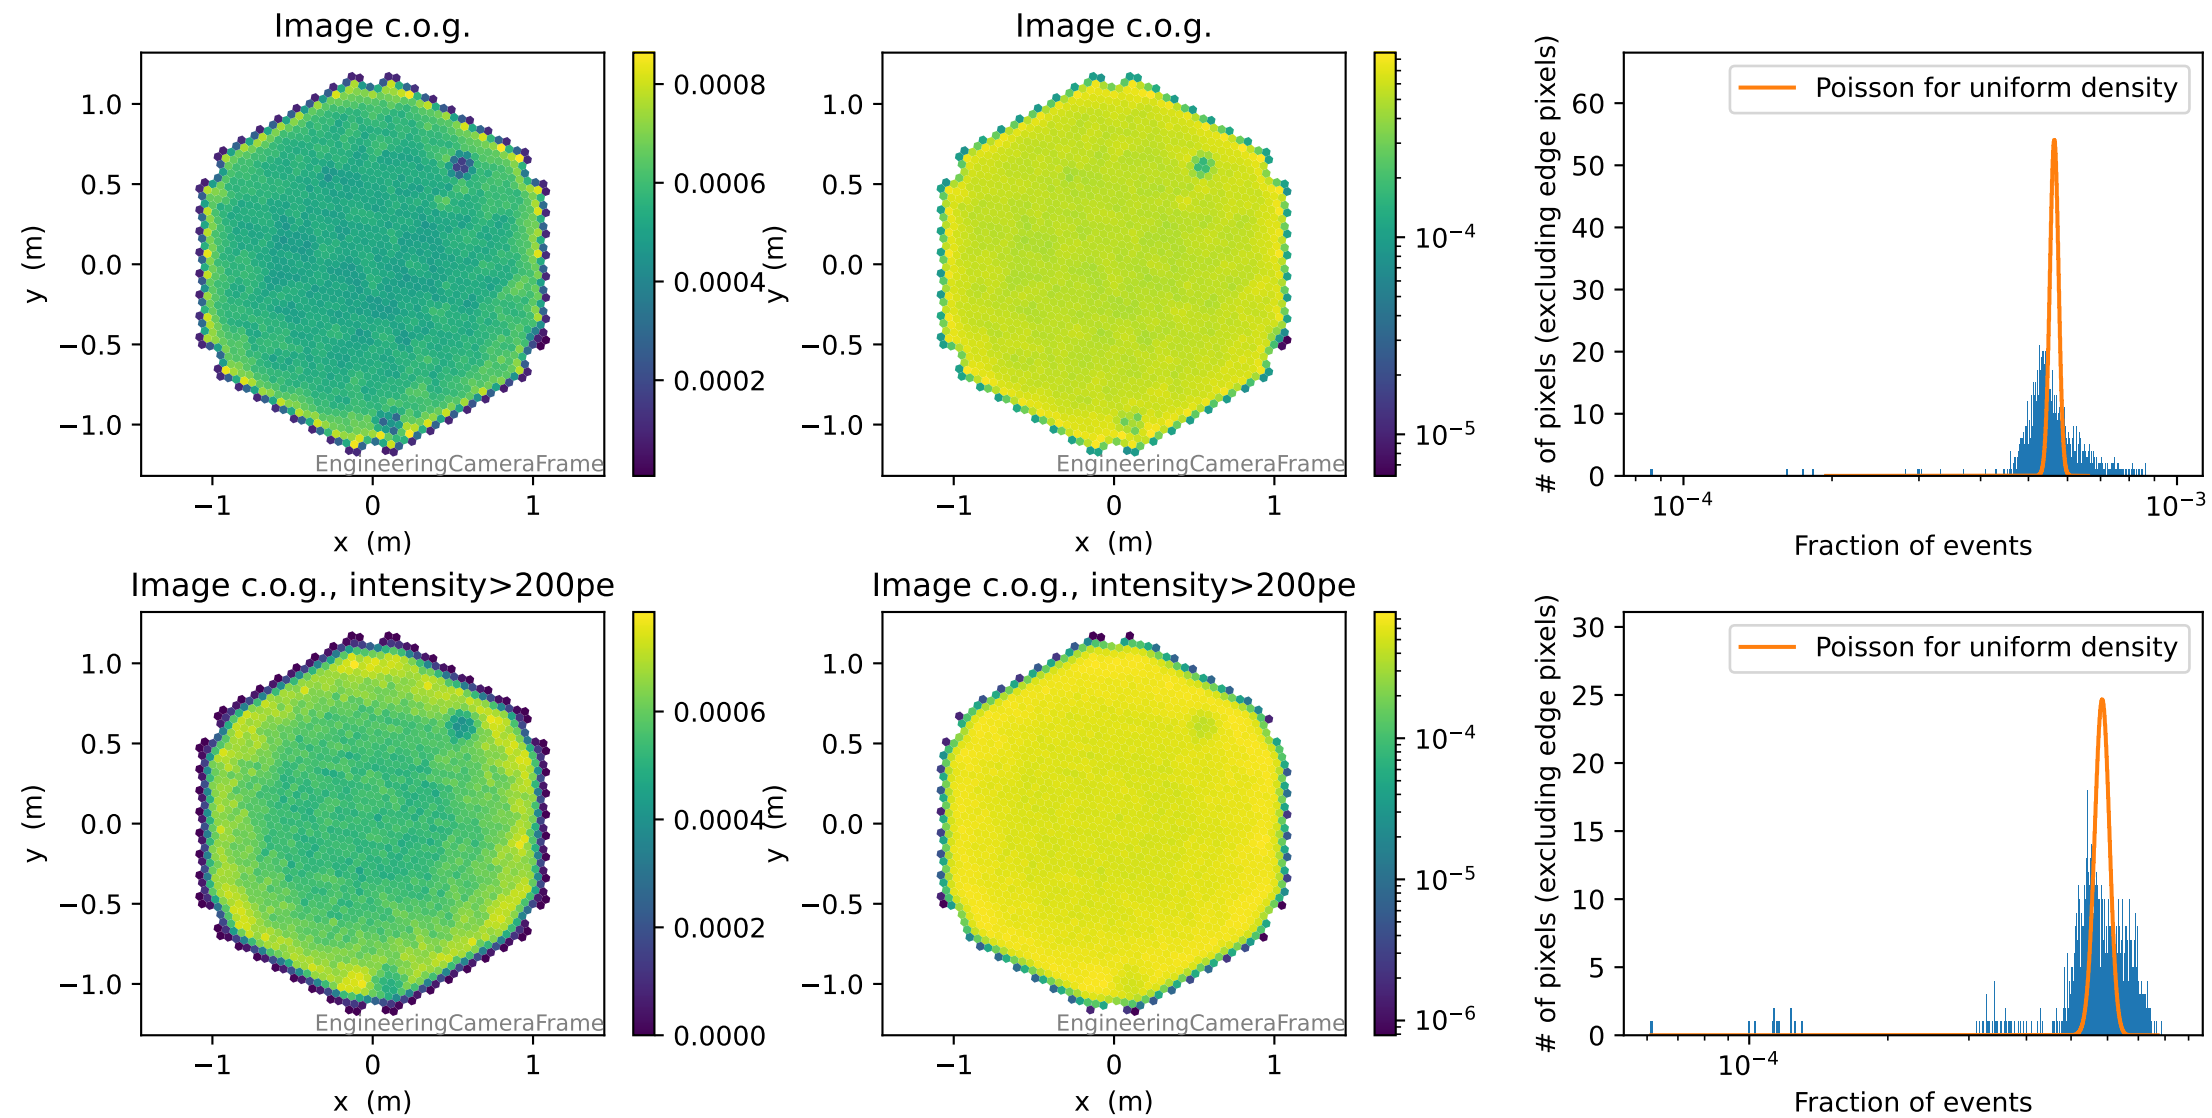 Image c.o.g.
1.0
0.5
0.0
−0.5
−1.0
y (m)
−1
0
1
x (m)
EngineeringCameraFrame
0.0008
0.0006
0.0004
0.0002
Image c.o.g.
1.0
0.5
0.0
−0.5
−1.0
y (m)
−1
0
1
x (m)
EngineeringCameraFrame
10⁻⁴
10⁻⁵
Poisson for uniform density
# of pixels (excluding edge pixels)
60
50
40
30
20
10
0
10⁻⁴
10⁻³
Fraction of events
Image c.o.g., intensity>200pe
1.0
0.5
0.0
−0.5
−1.0
y (m)
−1
0
1
x (m)
EngineeringCameraFrame
0.0006
0.0004
0.0002
0.0000
Image c.o.g., intensity>200pe
1.0
0.5
0.0
−0.5
−1.0
y (m)
−1
0
1
x (m)
EngineeringCameraFrame
10⁻⁴
10⁻⁵
10⁻⁶
Poisson for uniform density
# of pixels (excluding edge pixels)
30
25
20
15
10
5
0
10⁻⁴
Fraction of events